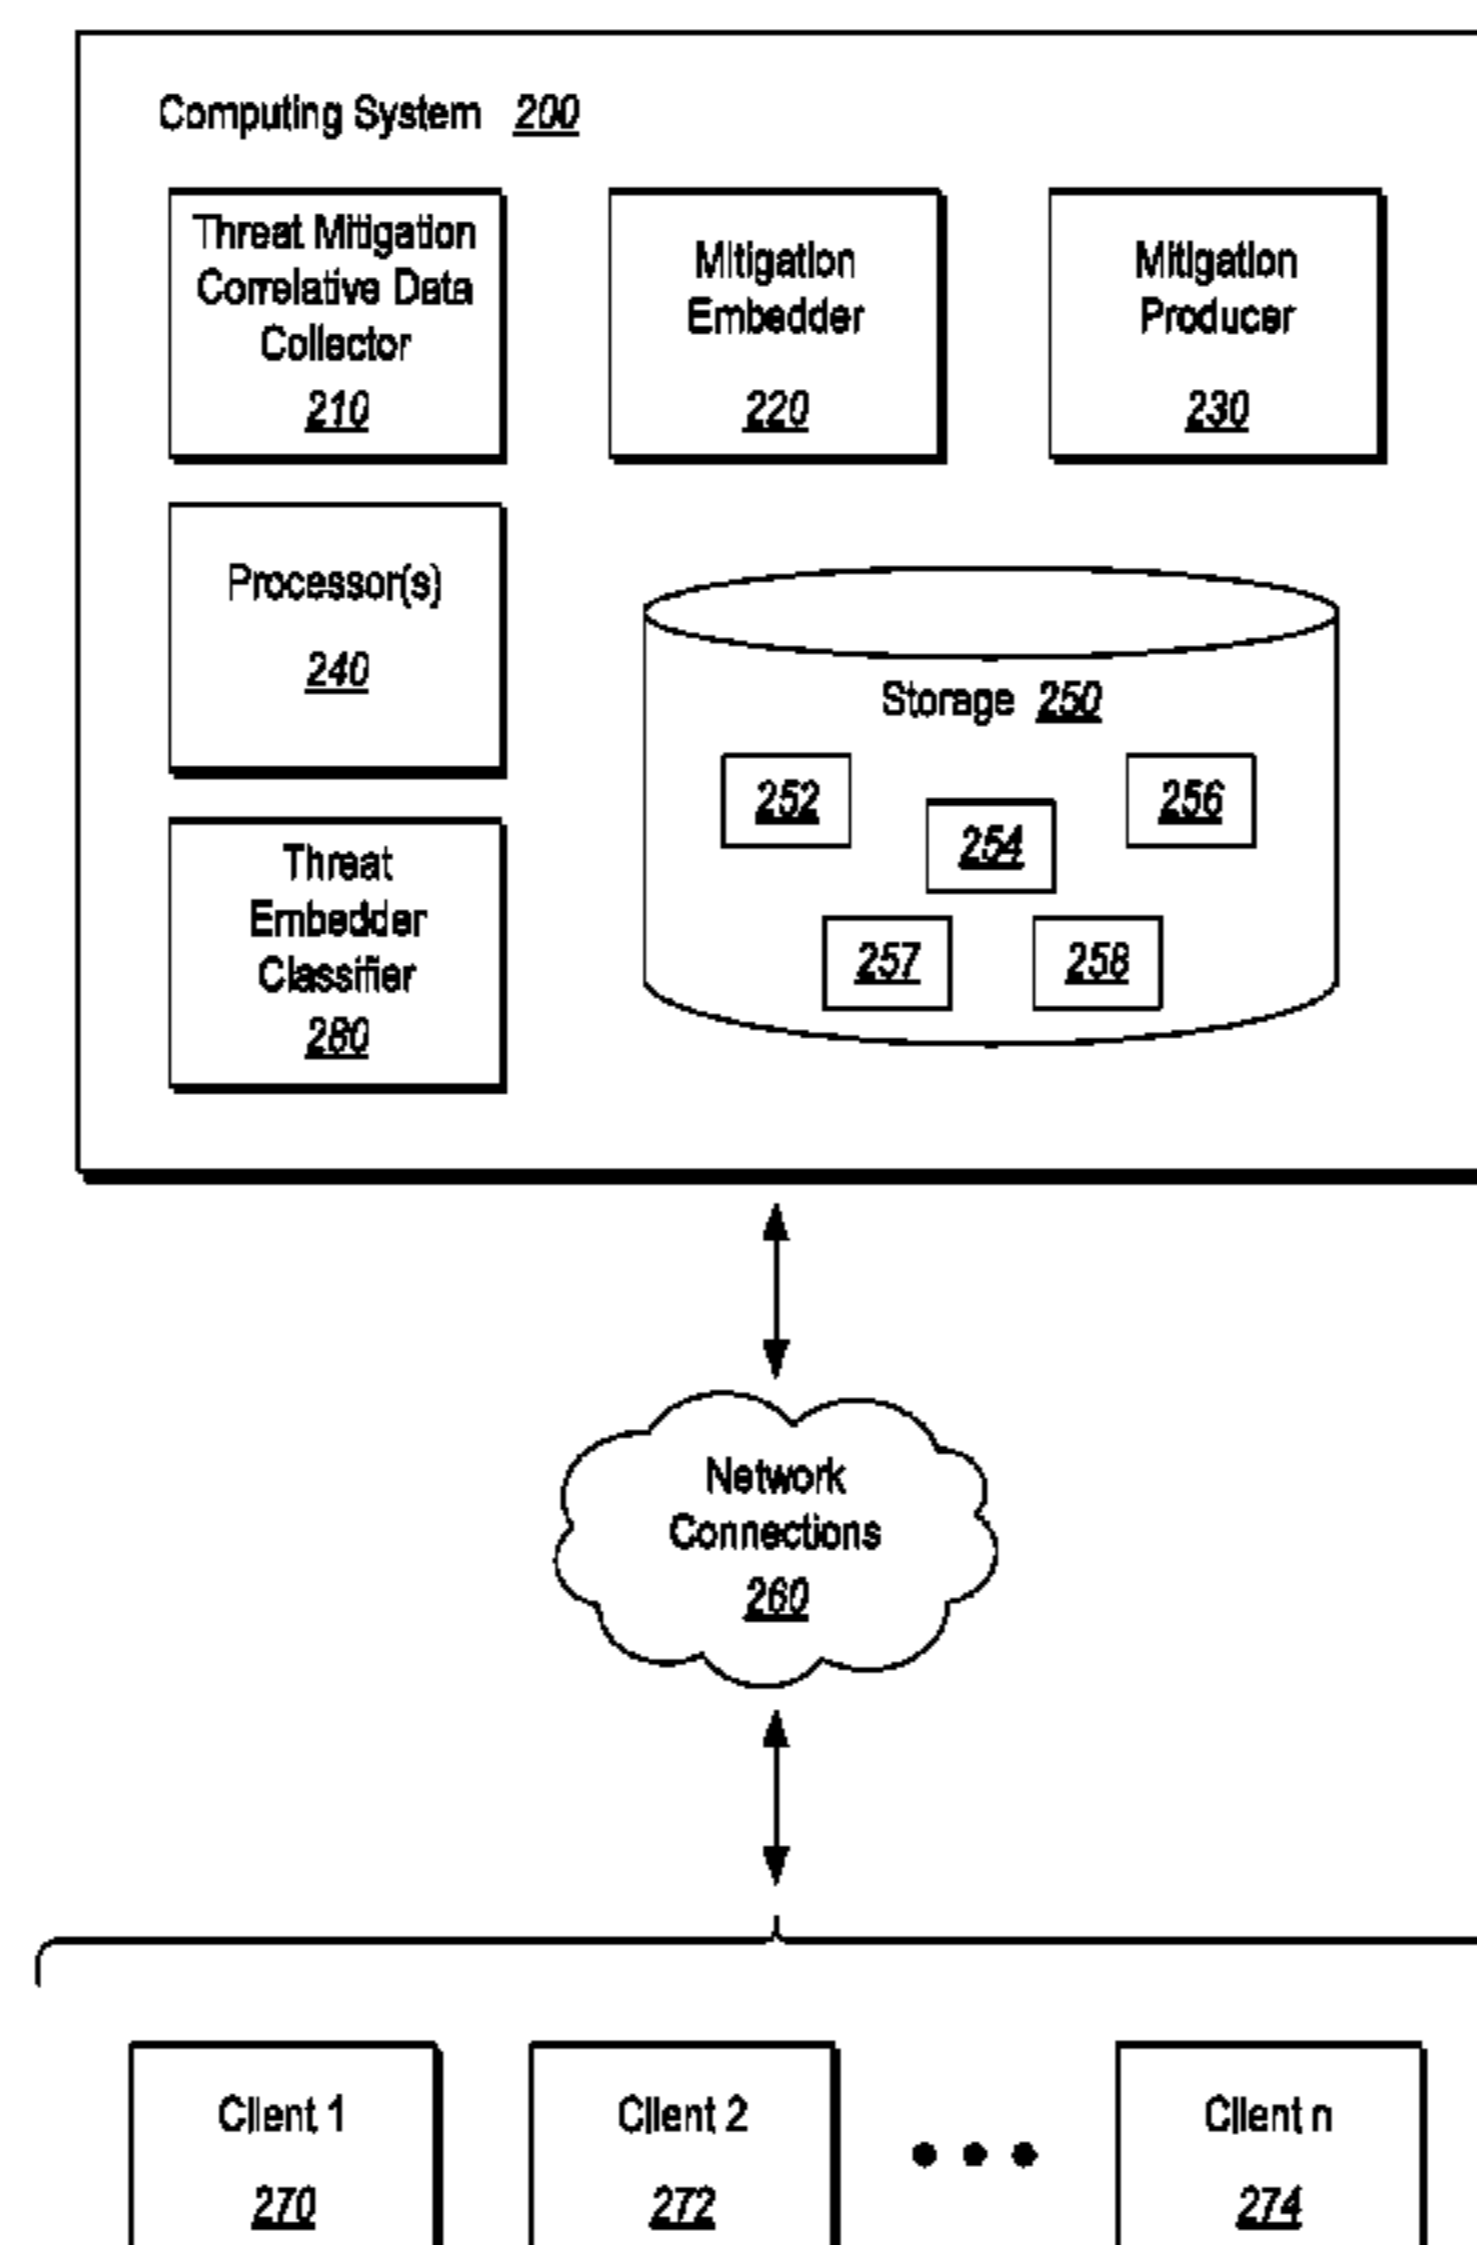 Computing System 200
Threat Mitigation
Correlative Data
Collector
210
Mitigation
Embedder
220
Mitigation
Producer
230
Processor(s)
240
Storage 250
252
254
256
257
258
Threat
Embedder
Classifier
280
Network
Connections
260
Client 1
270
Client 2
272
Client n
274